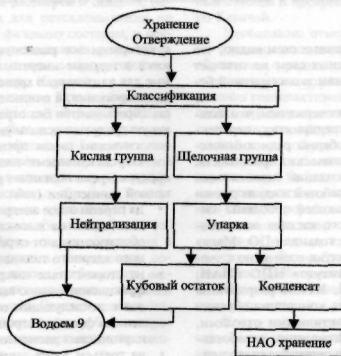 Хранение
Отверждение
Классификация
Кислая группа
Щелочная группа
Нейтрализация
Упарка
Кубовый остаток
Конденсат
Водоем 9
НАО хранение